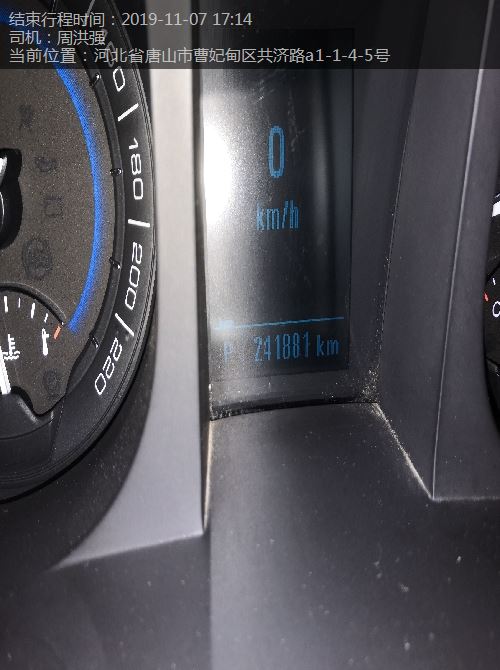 结束行程时间：2019-11-07 17:14
司机：周洪强
当前位置：河北省唐山市曹妃甸区共济路a1-1-4-5号
0
km/h
P 241881 km
180
200
220